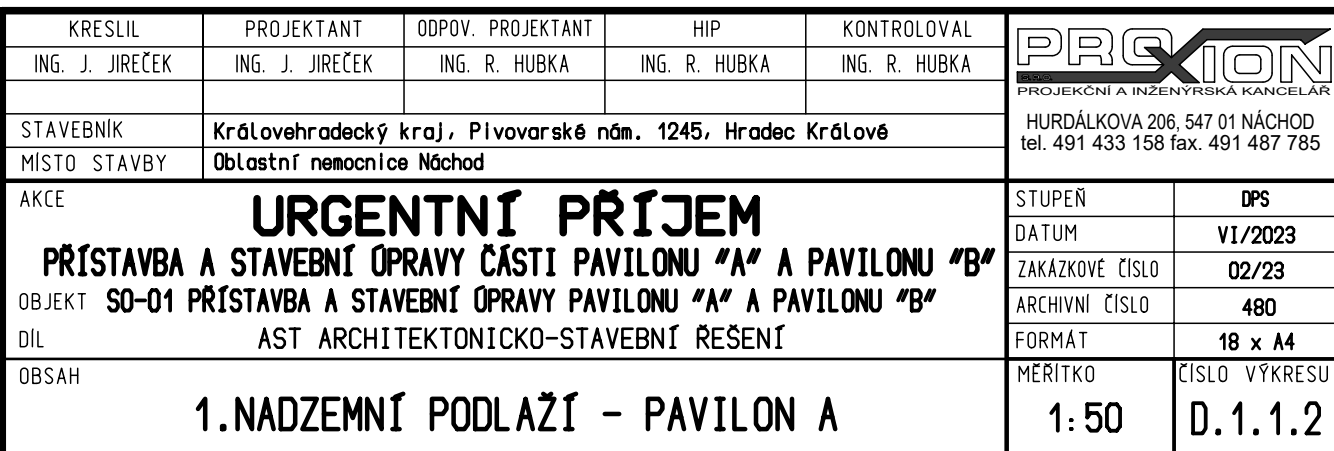 KRESLIL PROJEKTANT ODPOV. PROJEKTANT HIP KONTROLOVAL
ING. J. JIREČEK ING. J. JIREČEK ING. R. HUBKA ING. R. HUBKA ING. R. HUBKA
PROXION
S.R.O.
PROJEKČNÍ A INŽENÝRSKÁ KANCELÁŘ
HURDÁLKOVA 206, 547 01 NÁCHOD
tel. 491 433 158 fax. 491 487 785
STAVEBNÍK Královehradecký kraj, Pivovarské nám. 1245, Hradec Králové
MÍSTO STAVBY Oblastní nemocnice Náchod
AKCE URGENTNÍ PŘÍJEM
PŘÍSTAVBA A STAVEBNÍ ÚPRAVY ČÁSTI PAVILONU "A" A PAVILONU "B"
OBJEKT SO-01 PŘÍSTAVBA A STAVEBNÍ ÚPRAVY PAVILONU "A" A PAVILONU "B"
DÍL AST ARCHITEKTONICKO-STAVEBNÍ ŘEŠENÍ
STUPEŇ DPS
DATUM VI/2023
ZAKÁZKOVÉ ČÍSLO 02/23
ARCHIVNÍ ČÍSLO 480
FORMÁT 18 x A4
OBSAH
1.NADZEMNÍ PODLAŽÍ - PAVILON A
MĚŘÍTKO ČÍSLO VÝKRESU
1:50 D.1.1.2